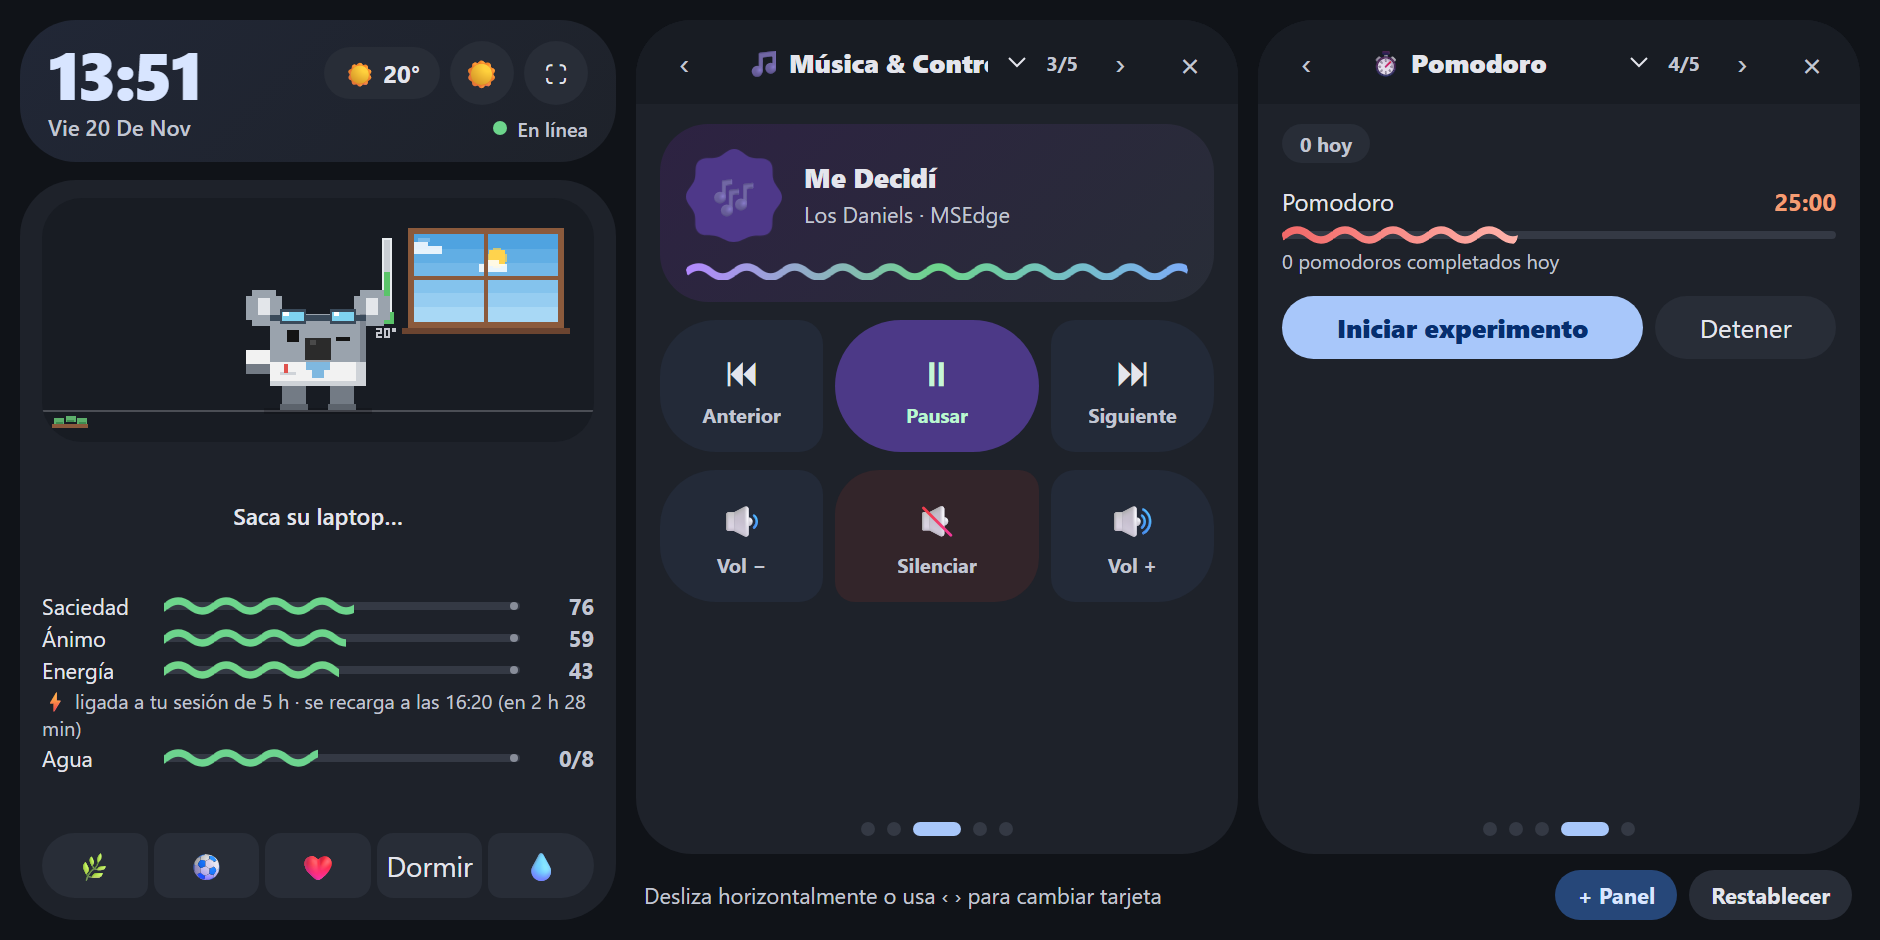 13:51
20°
Vie 20 De Nov
En línea
20°
Saca su laptop...
Saciedad 76
Ánimo 59
Energía 43
ligada a tu sesión de 5 h · se recarga a las 16:20 (en 2 h 28
min)
Agua 0/8
Dormir
‹ Música & Contr 3/5 › ×
Me Decidí
Los Daniels · MSEdge
Anterior
Pausar
Siguiente
Vol −
Silenciar
Vol +
‹ Pomodoro 4/5 › ×
0 hoy
Pomodoro 25:00
0 pomodoros completados hoy
Iniciar experimento
Detener
Desliza horizontalmente o usa ‹ › para cambiar tarjeta
+ Panel
Restablecer